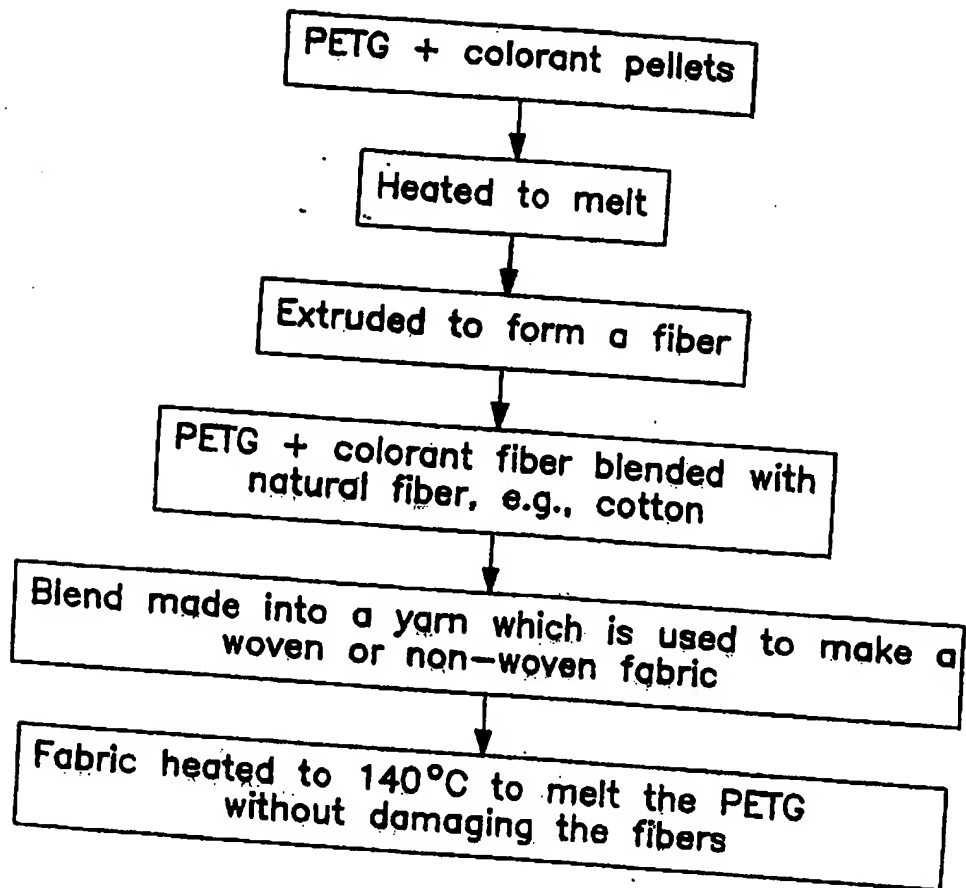 PETG + colorant pellets
Heated to melt
Extruded to form a fiber
PETG + colorant fiber blended with
natural fiber, e.g., cotton
Blend made into a yarn which is used to make a
woven or non-woven fabric
Fabric heated to 140°C to melt the PETG
without damaging the fibers